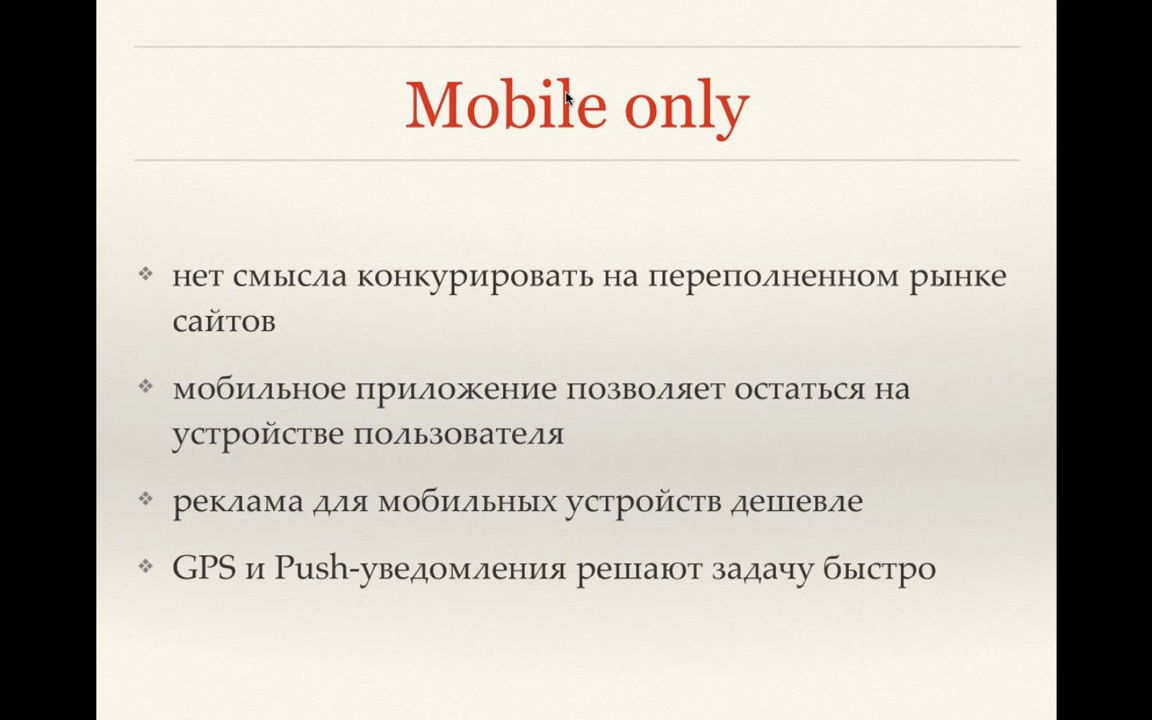 Mobile only
❖ нет смысла конкурировать на переполненном рынке
сайтов
❖ мобильное приложение позволяет остаться на
устройстве пользователя
❖ реклама для мобильных устройств дешевле
❖ GPS и Push-уведомления решают задачу быстро